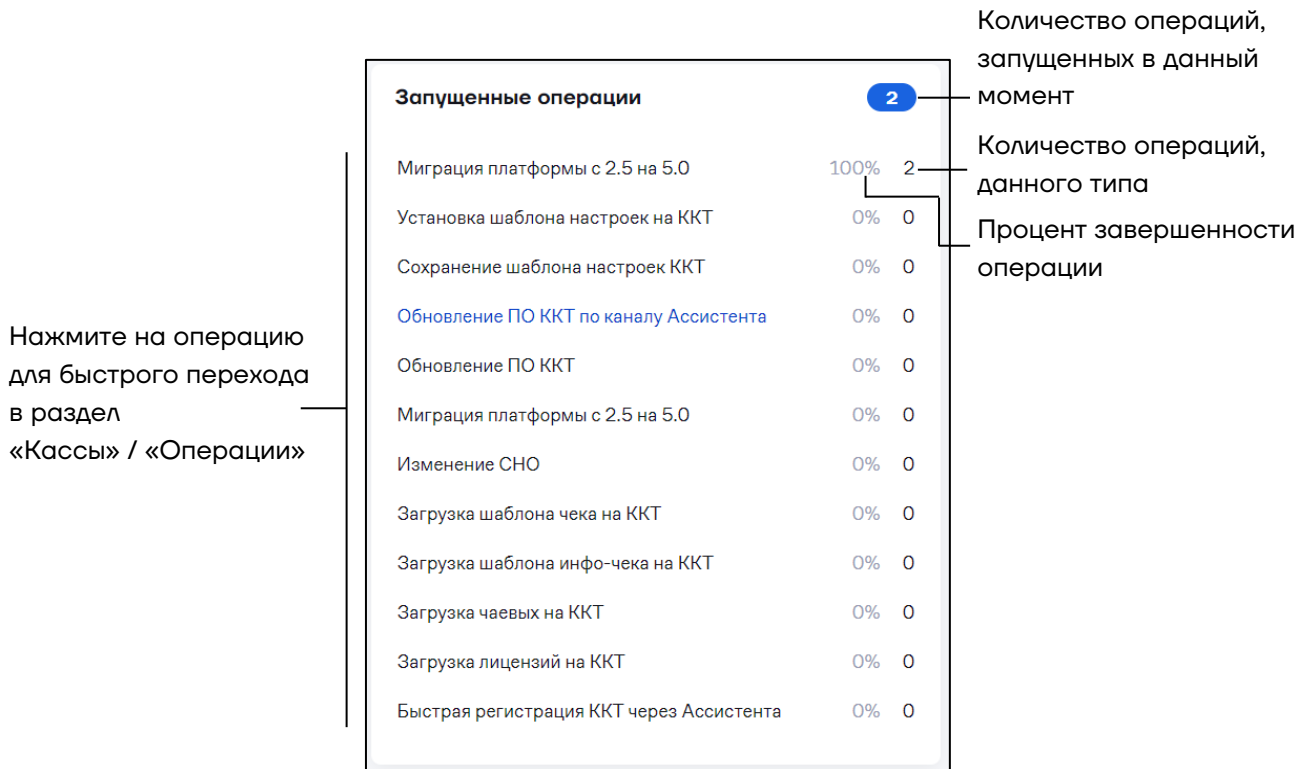 Количество операций,
запущенных в данный
момент
Запущенные операции 2
Количество операций,
данного типа
Миграция платформы с 2.5 на 5.0 100% 2
Процент завершенности
операции
Установка шаблона настроек на ККТ 0% 0
Сохранение шаблона настроек ККТ 0% 0
Обновление ПО ККТ по каналу Ассистента 0% 0
Нажмите на операцию
для быстрого перехода
в раздел
«Кассы» / «Операции»
Обновление ПО ККТ 0% 0
Миграция платформы с 2.5 на 5.0 0% 0
Изменение СНО 0% 0
Загрузка шаблона чека на ККТ 0% 0
Загрузка шаблона инфо-чека на ККТ 0% 0
Загрузка чаевых на ККТ 0% 0
Загрузка лицензий на ККТ 0% 0
Быстрая регистрация ККТ через Ассистента 0% 0